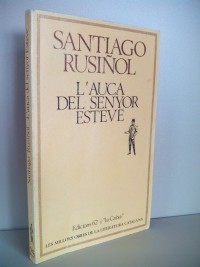 SANTIAGO
RUSIÑOL
L'AUCA
DEL SENYOR
ESTEVE
Edicions 62 i "la Caixa"
LES MILLORS OBRES DE LA LITERATURA CATALANA